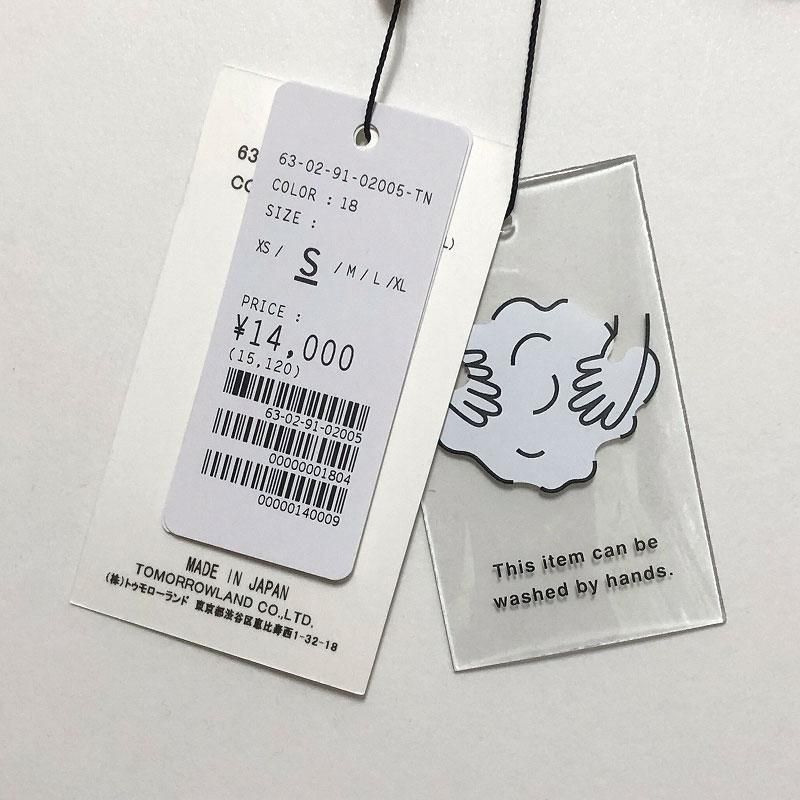 63-02-91-02005-TN
COLOR : 18
SIZE :
XS / S / M / L /XL
PRICE :
¥14,000
(15,120)
63-02-91-02005
00000001804
00000140009
63
CO
L)
MADE IN JAPAN
TOMORROWLAND CO.,LTD.
(株)トゥモローランド 東京都渋谷区恵比寿西1-32-18
This item can be
washed by hands.